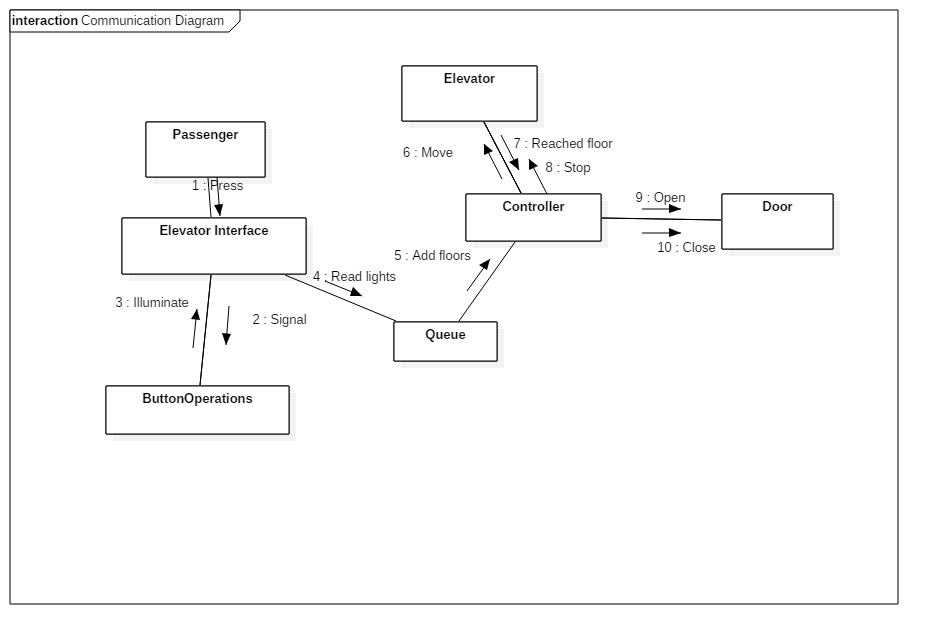 interaction Communication Diagram
Elevator
Passenger
7 : Reached floor
6 : Move
8 : Stop
1 : Press
9 : Open
Controller
Door
Elevator Interface
10 : Close
5 : Add floors
4 : Read lights
3 : Illuminate
2 : Signal
Queue
ButtonOperations